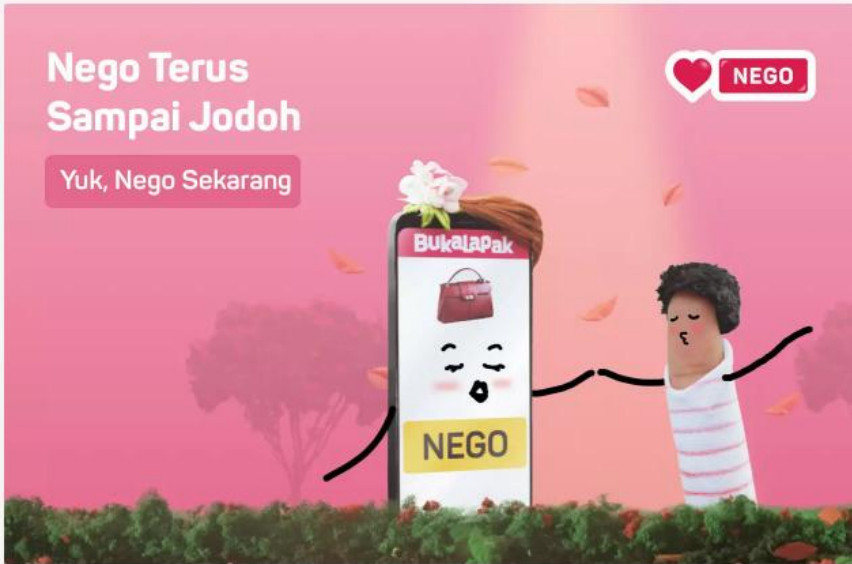 Nego Terus
Sampai Jodoh
Yuk, Nego Sekarang
NEGO
BukaLapak
NEGO